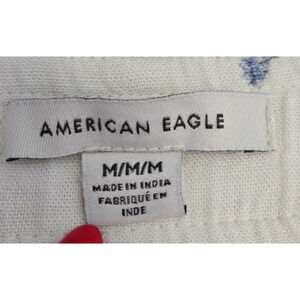 AMERICAN EAGLE
M/M/M
MADE IN INDIA
FABRIQUÉ EN
INDE